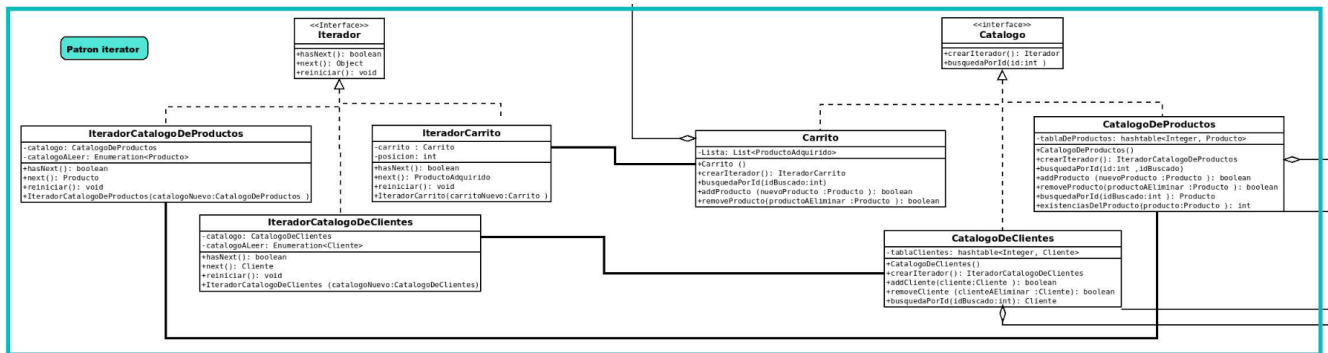 Patron iterator
<<Interface>>
Iterador
+hasNext(): boolean
+next(): Object
+reiniciar(): void
<<interface>>
Catalogo
+crearIterador(): Iterador
+busquedaPorId(id:int )
IteradorCatalogoDeProductos
-catalogo: CatalogoDeProductos
-catalogoALeer: Enumeration<Producto>
+hasNext(): boolean
+next(): Producto
+reiniciar(): void
+IteradorCatalogoDeProductos(catalogoNuevo:CatalogoDeProductos )
IteradorCarrito
-carrito : Carrito
-posicion: int
+hasNext(): boolean
+next(): ProductoAdquirido
+reiniciar(): void
+IteradorCarrito(carritoNuevo:Carrito )
Carrito
-Lista: List<ProductoAdquirido>
+Carrito ()
+crearIterador(): IteradorCarrito
+busquedaPorId(idBuscado:int)
+addProducto (nuevoProducto :Producto ): boolean
+removeProducto(productoAEliminar :Producto ): boolean
CatalogoDeProductos
-tablaDeProductos: hashtable<Integer, Producto>
+CatalogoDeProductos()
+crearIterador(): IteradorCatalogoDeProductos
+busquedaPorId(id:int ,idBuscado)
+addProducto (nuevoProducto :Producto ): boolean
+removeProducto(productoAEliminar :Producto ): boolean
+busquedaPorId(idBuscado:int ): Producto
+existenciasDelProducto(producto:Producto ): int
IteradorCatalogoDeClientes
-catalogo: CatalogoDeClientes
-catalogoALeer: Enumeration<Cliente>
+hasNext(): boolean
+next(): Cliente
+reiniciar(): void
+IteradorCatalogoDeClientes (catalogoNuevo:CatalogoDeClientes)
CatalogoDeClientes
-tablaClientes: hashtable<Integer, Cliente>
+CatalogoDeClientes()
+crearIterador(): IteradorCatalogoDeClientes
+addCliente(cliente:Cliente ): boolean
+removeCliente (clienteAEliminar :Cliente): boolean
+busquedaPorId(idBuscado:int): Cliente